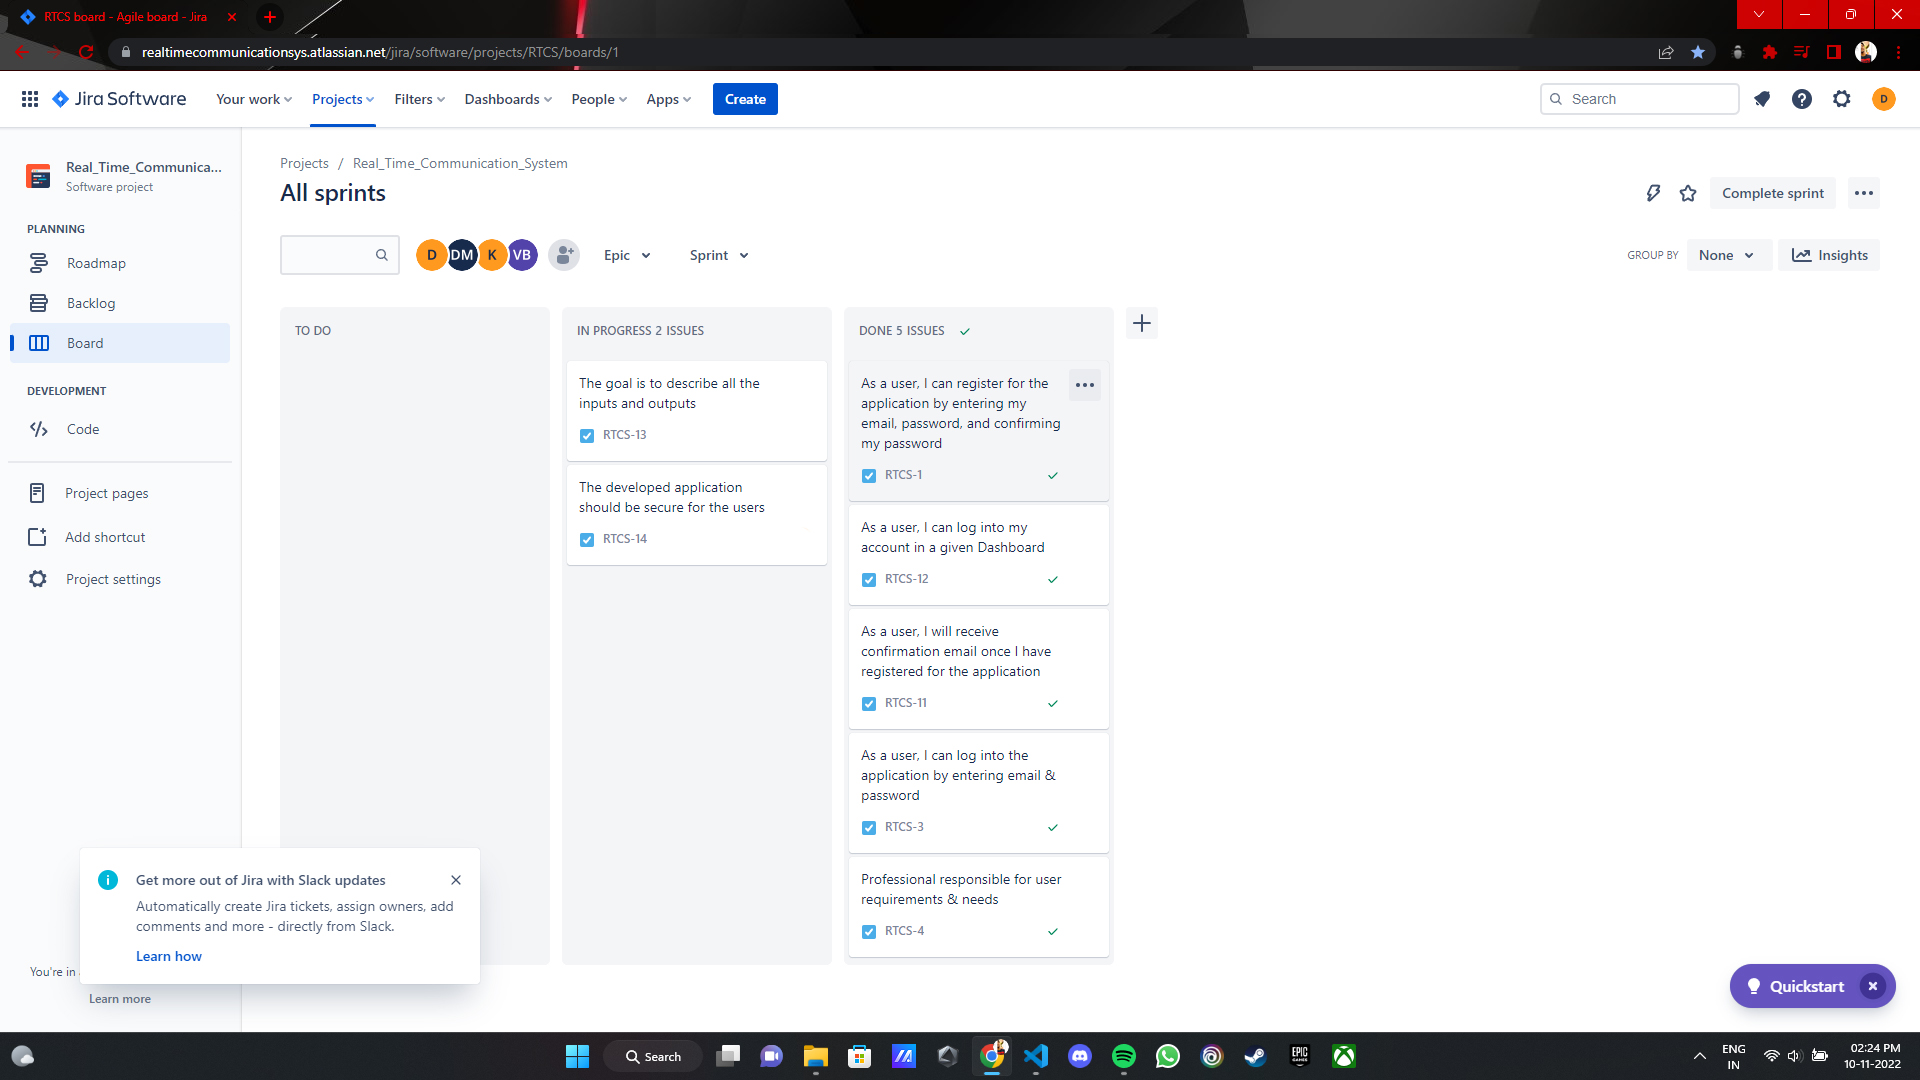 RTCS board - Agile board - Jira
realtimecommunicationsys.atlassian.net/jira/software/projects/RTCS/boards/1
Jira Software
Your work
Projects
Filters
Dashboards
People
Apps
Create
Search
D
Real_Time_Communica...
Software project
PLANNING
Roadmap
Backlog
Board
DEVELOPMENT
Code
Project pages
Add shortcut
Project settings
Projects / Real_Time_Communication_System
All sprints
Complete sprint
D DM K VB
Epic
Sprint
GROUP BY
None
Insights
TO DO
IN PROGRESS 2 ISSUES
The goal is to describe all the
inputs and outputs
RTCS-13
The developed application
should be secure for the users
RTCS-14
DONE 5 ISSUES
As a user, I can register for the
application by entering my
email, password, and confirming
my password
RTCS-1
As a user, I can log into my
account in a given Dashboard
RTCS-12
As a user, I will receive
confirmation email once I have
registered for the application
RTCS-11
As a user, I can log into the
application by entering email &
password
RTCS-3
Professional responsible for user
requirements & needs
RTCS-4
Get more out of Jira with Slack updates
Automatically create Jira tickets, assign owners, add
comments and more - directly from Slack.
Learn how
You're in
Learn more
Quickstart
Search
EPIC
GAMES
ENG
IN
02:24 PM
10-11-2022